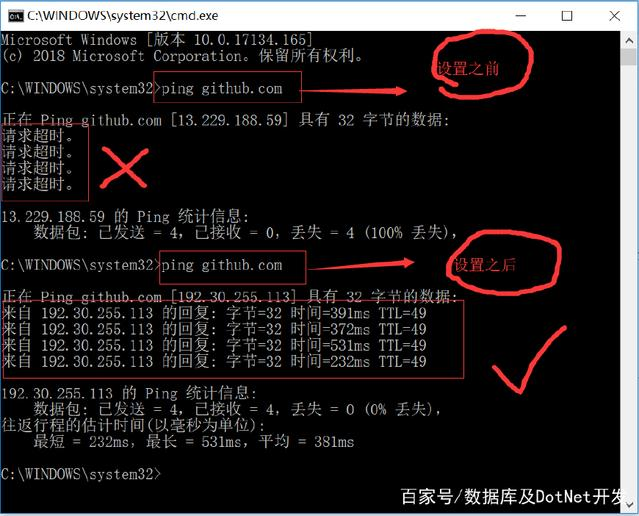 C:\WINDOWS\system32\cmd.exe
Microsoft Windows [版本 10.0.17134.165]
(c) 2018 Microsoft Corporation。保留所有权利。
设置之前
C:\WINDOWS\system32>ping github.com
正在 Ping github.com [13.229.188.59] 具有 32 字节的数据:
请求超时。
请求超时。
请求超时。
请求超时。
13.229.188.59 的 Ping 统计信息:
数据包: 已发送 = 4，已接收 = 0，丢失 = 4 (100% 丢失)，
C:\WINDOWS\system32>ping github.com
设置之后
正在 Ping github.com [192.30.255.113] 具有 32 字节的数据:
来自 192.30.255.113 的回复: 字节=32 时间=391ms TTL=49
来自 192.30.255.113 的回复: 字节=32 时间=372ms TTL=49
来自 192.30.255.113 的回复: 字节=32 时间=531ms TTL=49
来自 192.30.255.113 的回复: 字节=32 时间=232ms TTL=49
192.30.255.113 的 Ping 统计信息:
数据包: 已发送 = 4，已接收 = 4，丢失 = 0 (0% 丢失)，
往返行程的估计时间(以毫秒为单位):
最短 = 232ms，最长 = 531ms，平均 = 381ms
C:\WINDOWS\system32>
百家号/数据库及DotNet开发